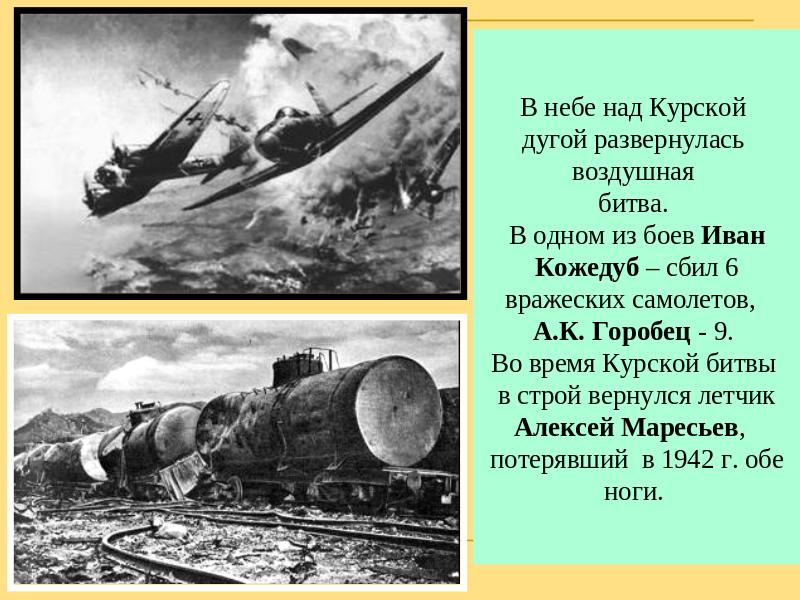 В небе над Курской
дугой развернулась
воздушная
битва.
В одном из боев Иван
Кожедуб – сбил 6
вражеских самолетов,
А.К. Горобец - 9.
Во время Курской битвы
в строй вернулся летчик
Алексей Маресьев,
потерявший в 1942 г. обе
ноги.